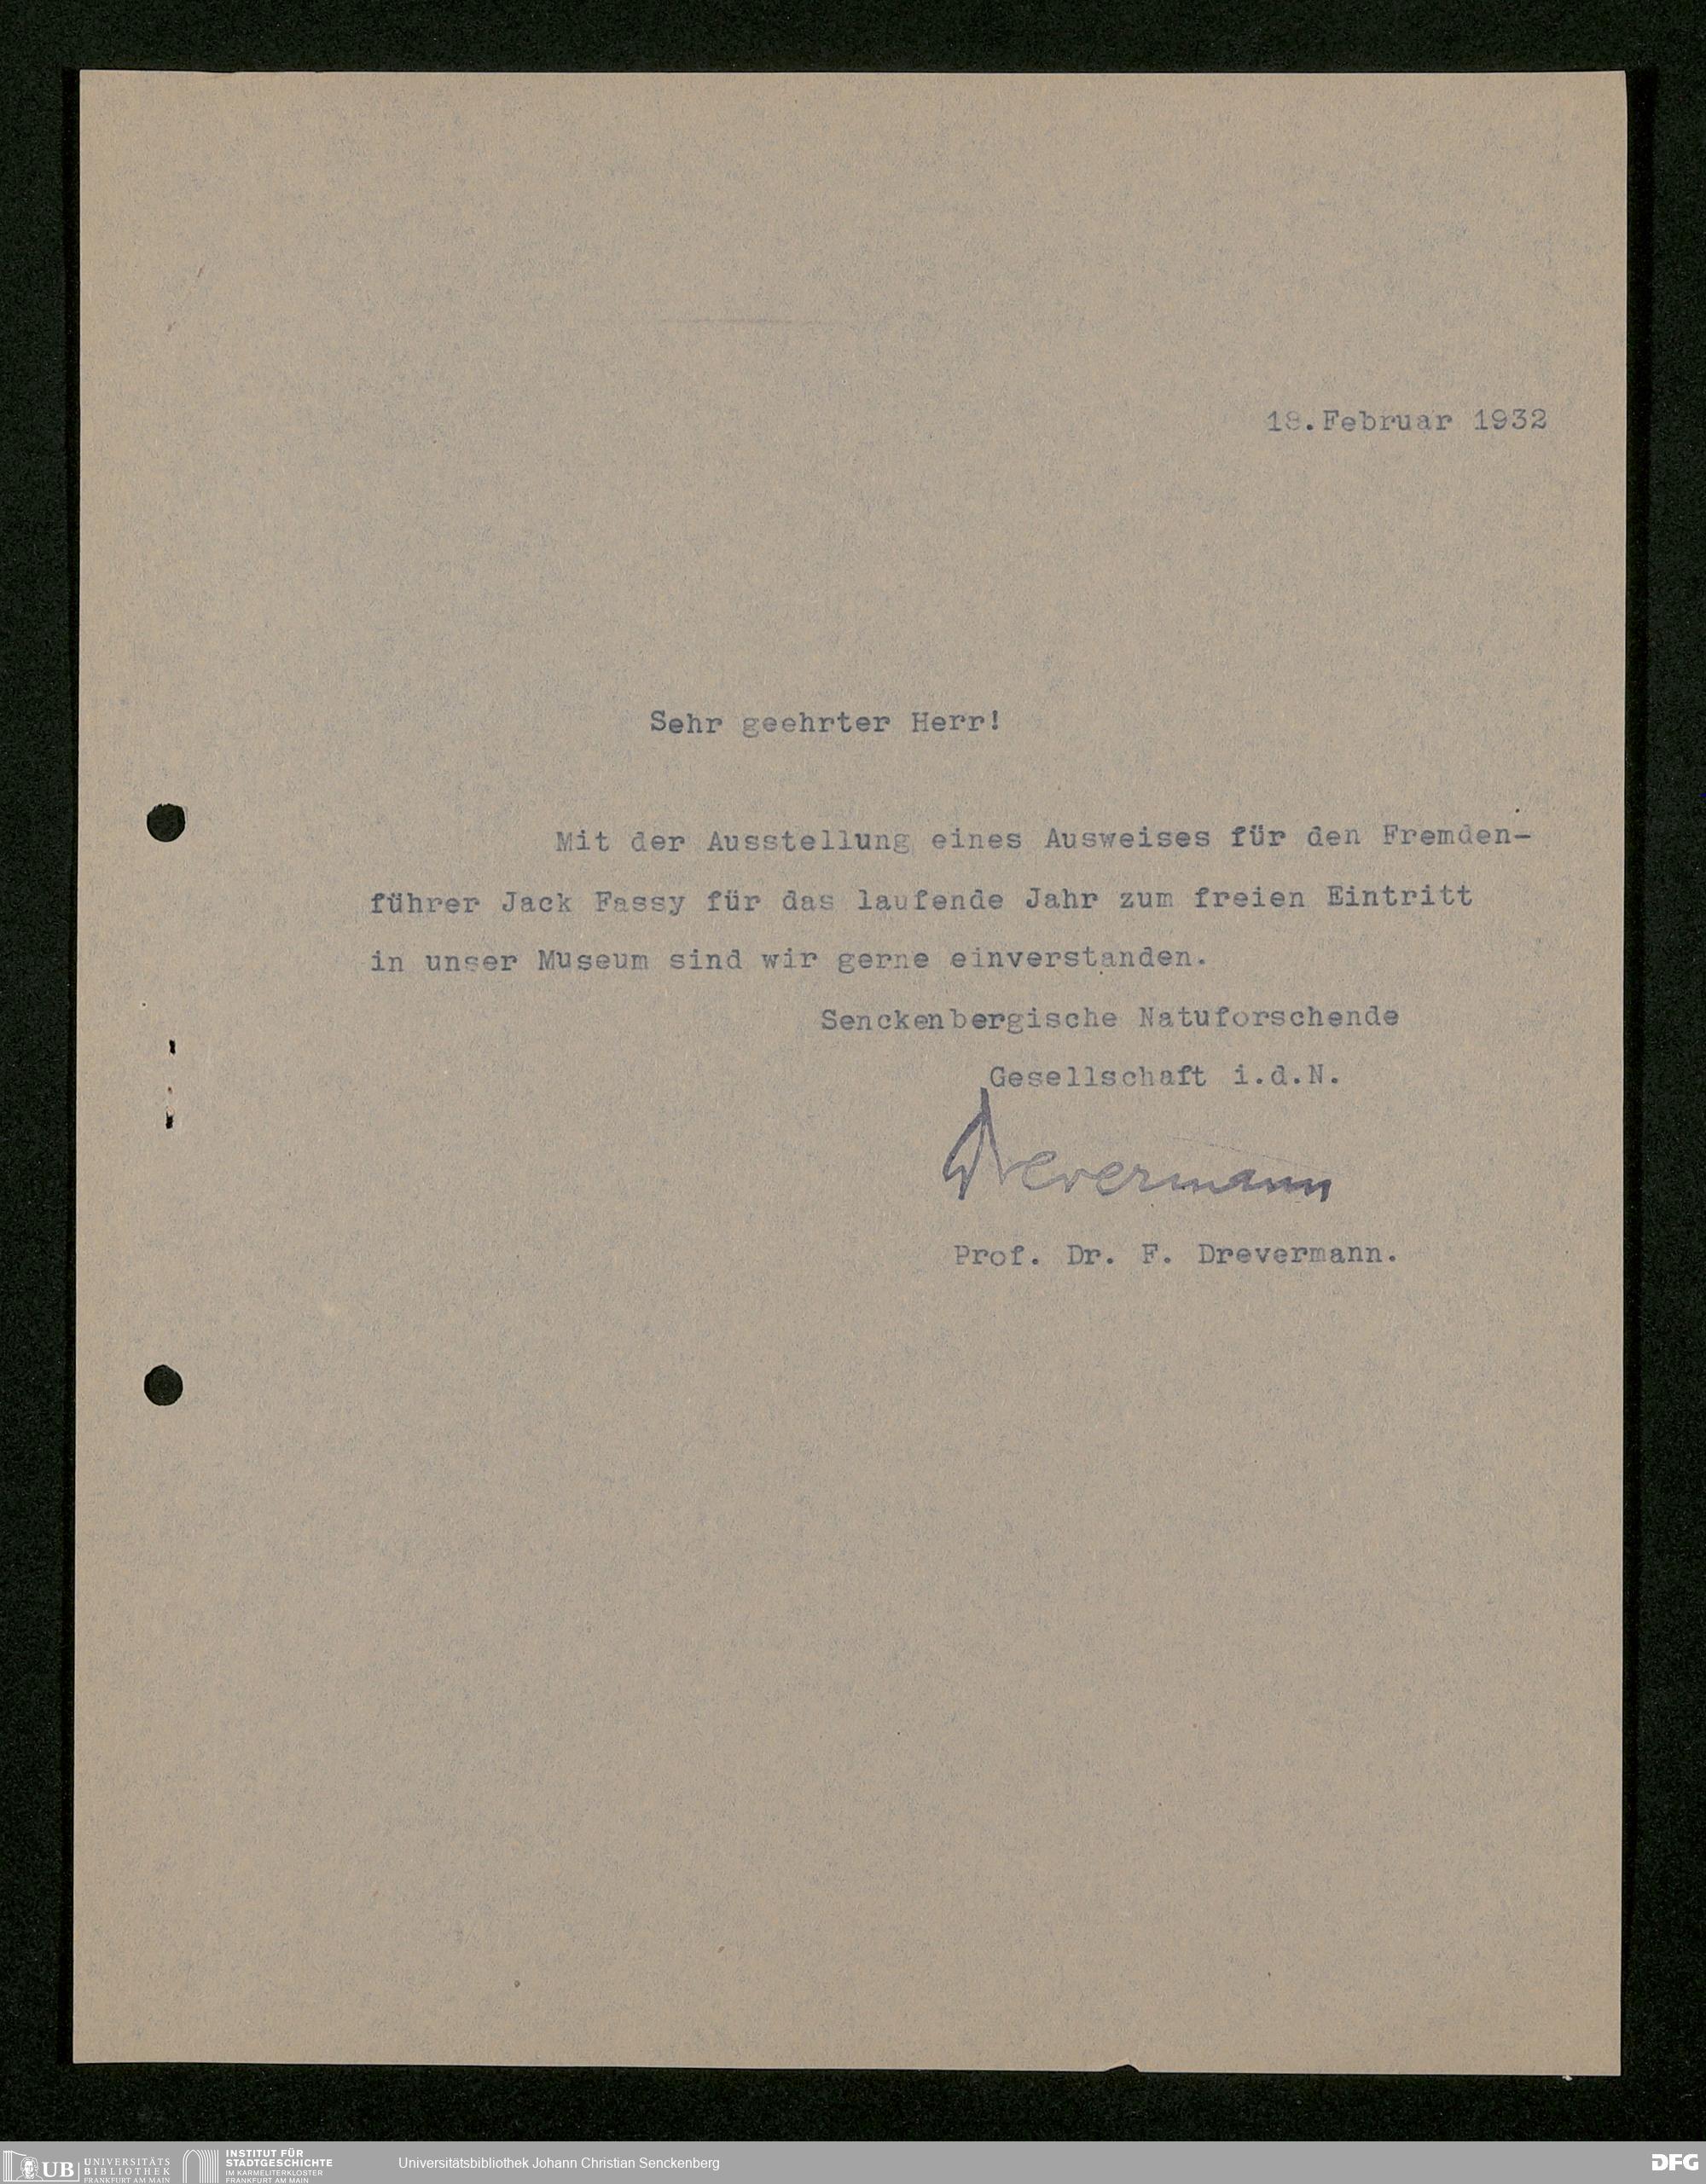 18.Februar 1932
Sehr geehrter Herr!
Mit der Ausstellung eines Ausweises für den Fremden-
führer Jack Fassy für das laufende Jahr zum freien Eintritt
in unser Museum sind wir gerne einverstanden.
Senckenbergische Natuforschende
Gesellschaft i.d.N.
Drevermann
Prof. Dr. F. Drevermann.
UB UNIVERSITÄTS
BIBLIOTHEK
FRANKFURT AM MAIN
INSTITUT FÜR
STADTGESCHICHTE
IM KARMELITERKLOSTER
FRANKFURT AM MAIN
Universitätsbibliothek Johann Christian Senckenberg
DFG